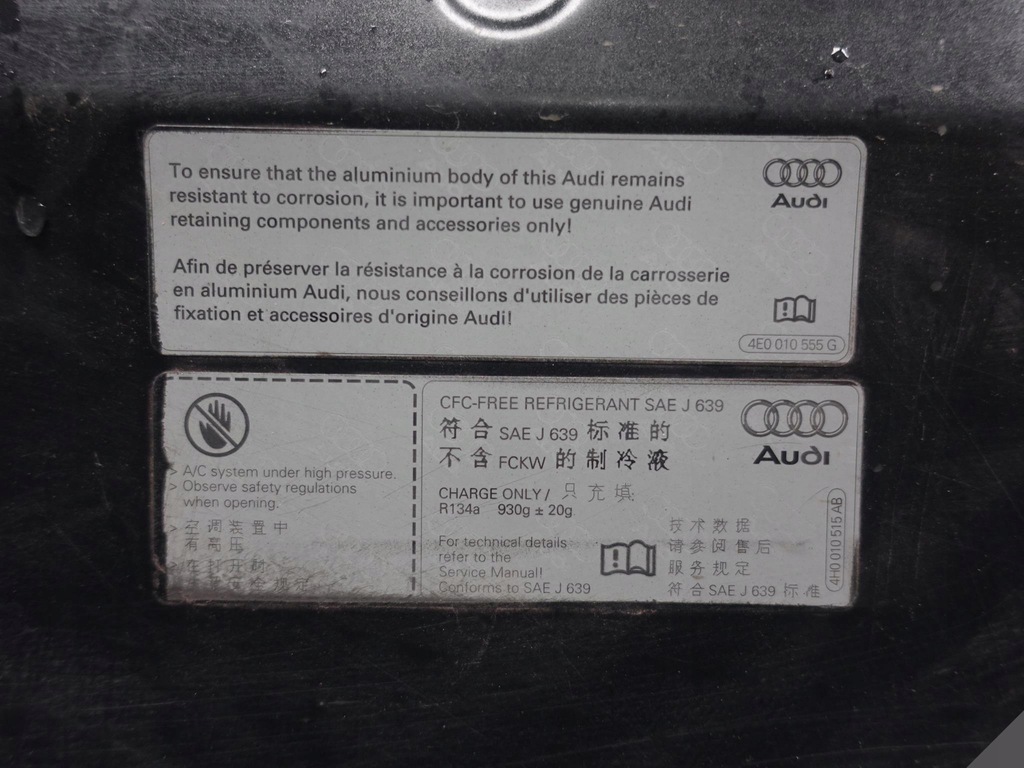 To ensure that the aluminium body of this Audi remains
resistant to corrosion, it is important to use genuine Audi
retaining components and accessories only!
Afin de préserver la résistance à la corrosion de la carrosserie
en aluminium Audi, nous conseillons d'utiliser des pièces de
fixation et accessoires d'origine Audi!
Audi
4E0 010 555 G
> A/C system under high pressure.
> Observe safety regulations
when opening.
> 空调装置中
有高压
> 在打开时
规定
CFC-FREE REFRIGERANT SAE J 639
符合 SAE J 639 标准的
不含 FCKW 的制冷液
CHARGE ONLY / 只充填:
R134a 930g ± 20g
For technical details
refer to the
Service Manual!
Conforms to SAE J 639
技术数据
请参阅售后
服务规定
符合 SAE J 639 标准
Audi
4H0 010 515 AB